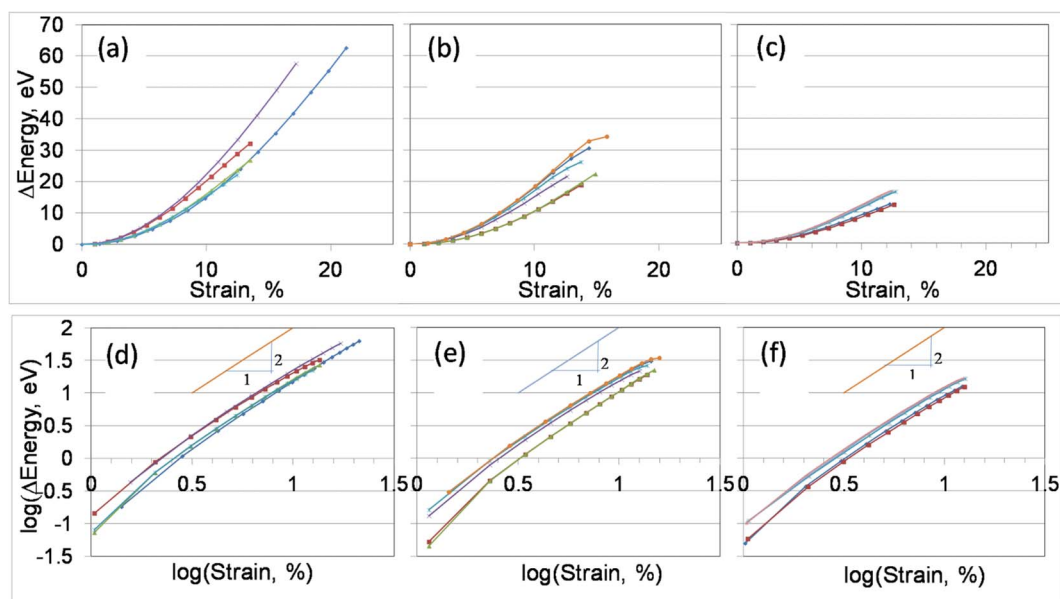 (a) (b) (c)
ΔEnergy, eV
70
60
50
40
30
20
10
0
0 10 20 0 10 20 0 10 20
Strain, % Strain, % Strain, %
(d) (e) (f)
log(ΔEnergy, eV)
2
1.5
1
0.5
0
-0.5
-1
-1.5
2 2 2
1 1 1
0 0.5 1 1.5 0 0.5 1 1.5 0 0.5 1 1.5
log(Strain, %) log(Strain, %) log(Strain, %)